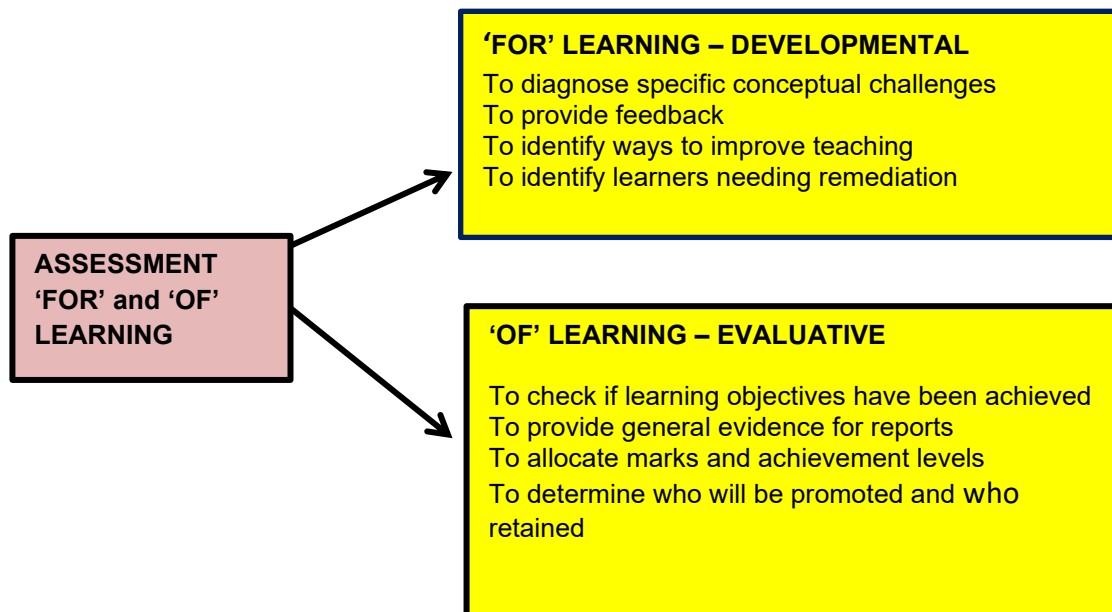 ASSESSMENT
‘FOR’ and ‘OF’
LEARNING
‘FOR’ LEARNING – DEVELOPMENTAL
To diagnose specific conceptual challenges
To provide feedback
To identify ways to improve teaching
To identify learners needing remediation
‘OF’ LEARNING – EVALUATIVE
To check if learning objectives have been achieved
To provide general evidence for reports
To allocate marks and achievement levels
To determine who will be promoted and who
retained